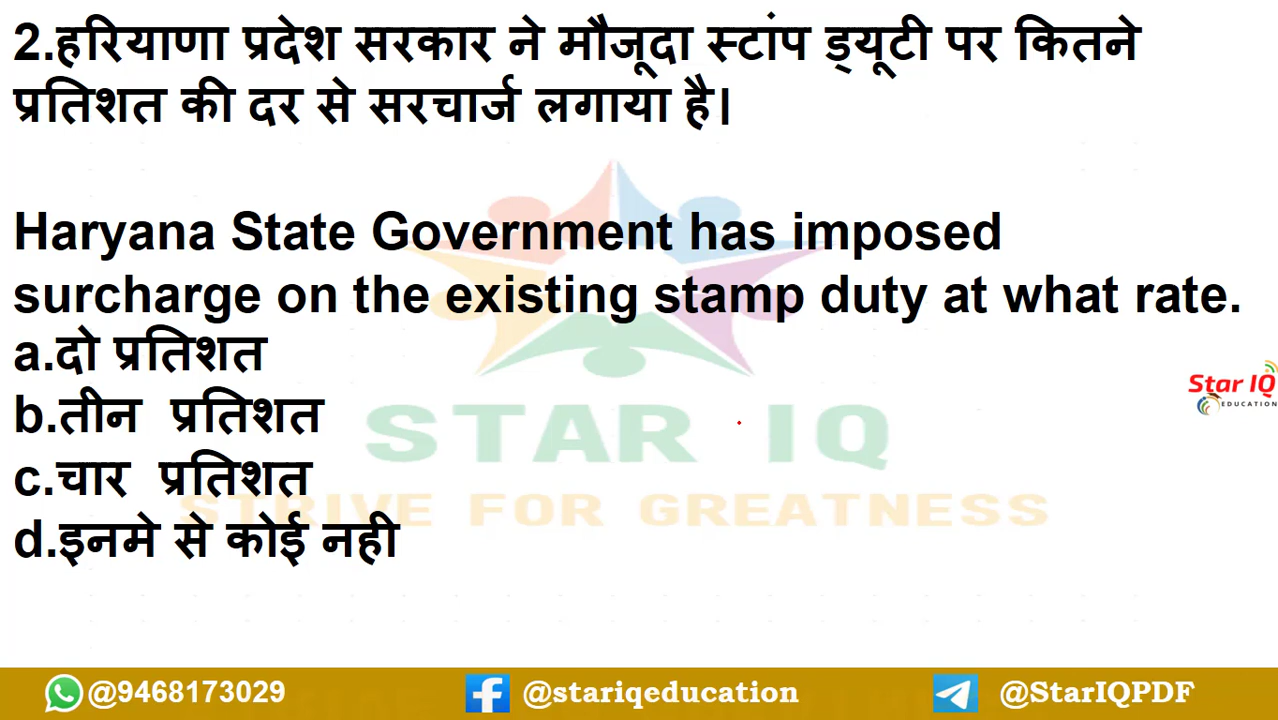 2.हरियाणा प्रदेश सरकार ने मौजूदा स्टांप ड्यूटी पर कितने
प्रतिशत की दर से सरचार्ज लगाया है।
Haryana State Government has imposed
surcharge on the existing stamp duty at what rate.
a.दो प्रतिशत
b.तीन प्रतिशत
c.चार प्रतिशत
d.इनमे से कोई नही
STAR IQ
STRIVE FOR GREATNESS
Star IQ
EDUCATION
@9468173029
@stariqeducation
@StarIQPDF